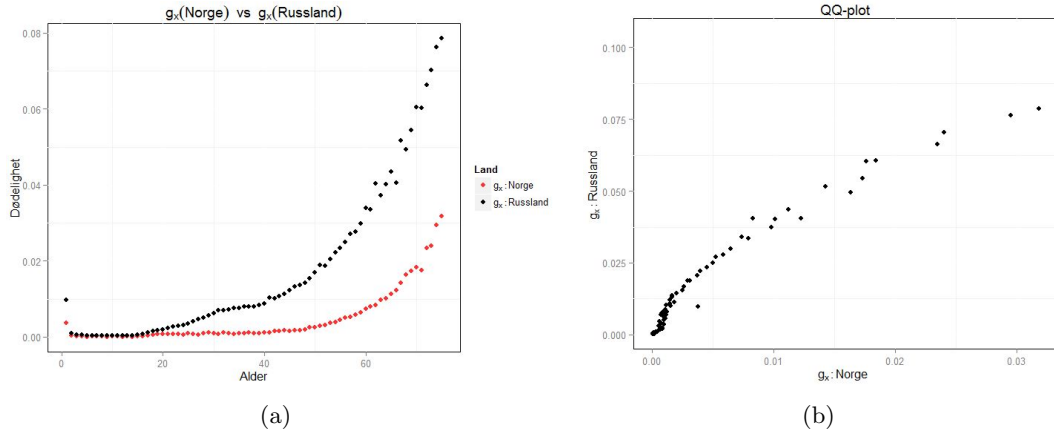 gₓ(Norge) vs gₓ(Russland)
0.08
0.06
0.04
0.02
0.00
Dødelighet
0 20 40 60
Alder
Land
gₓ:Norge
gₓ:Russland
(a)
QQ-plot
0.100
0.075
0.050
0.025
0.000
gₓ:Russland
0.00 0.01 0.02 0.03
gₓ:Norge
(b)